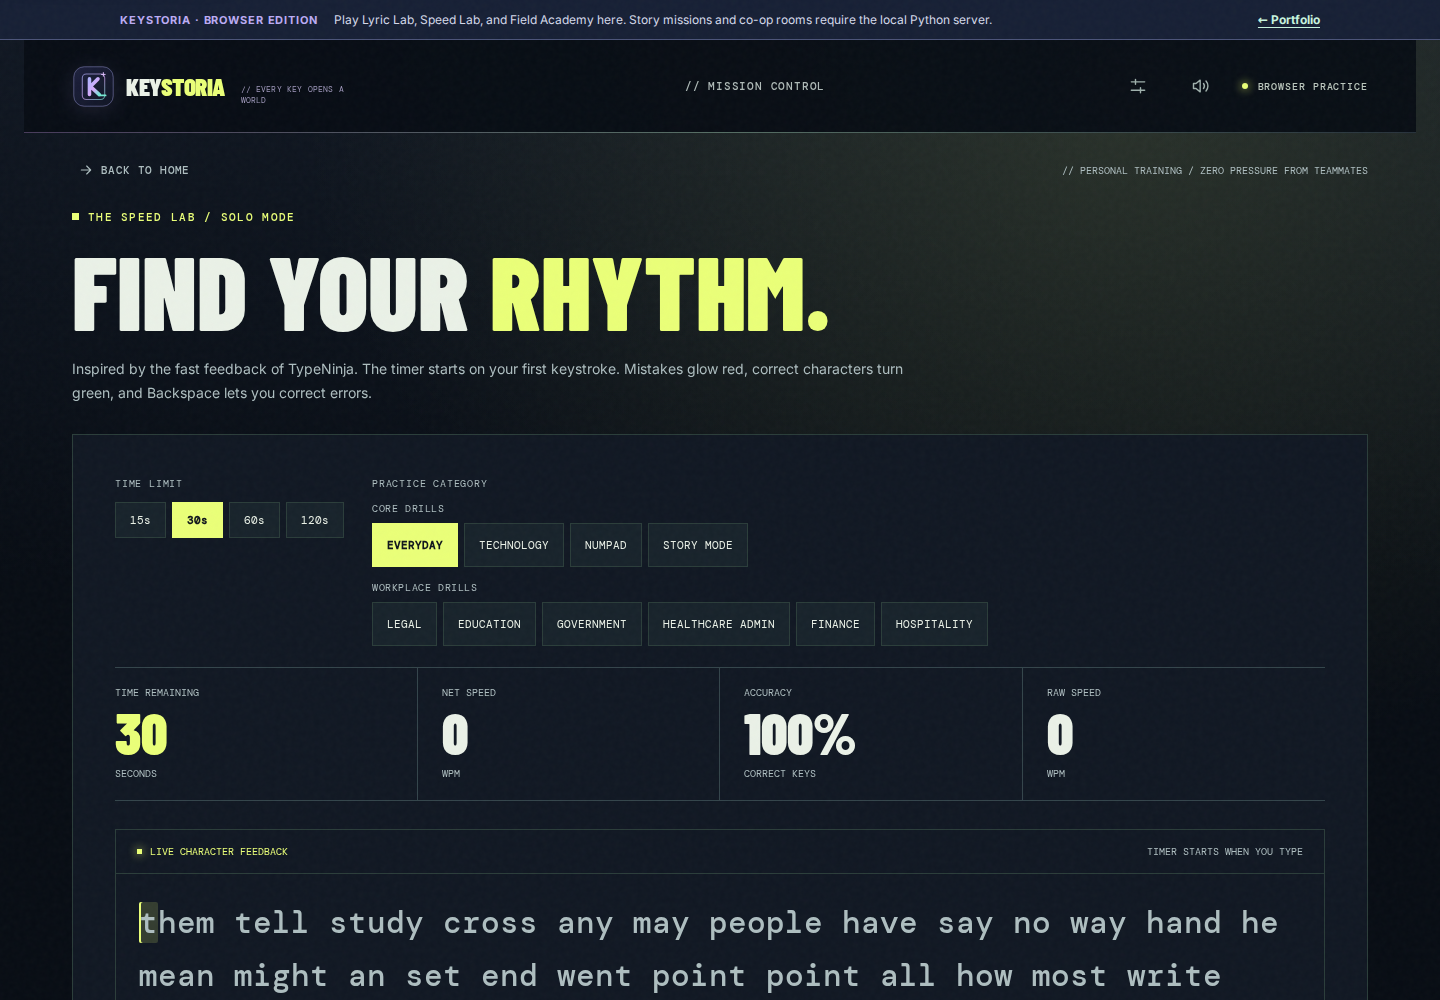 KEYSTORIA · BROWSER EDITION Play Lyric Lab, Speed Lab, and Field Academy here. Story missions and co-op rooms require the local Python server. ← Portfolio
KEYSTORIA // EVERY KEY OPENS A WORLD // MISSION CONTROL BROWSER PRACTICE
→ BACK TO HOME // PERSONAL TRAINING / ZERO PRESSURE FROM TEAMMATES
THE SPEED LAB / SOLO MODE
FIND YOUR RHYTHM.
Inspired by the fast feedback of TypeNinja. The timer starts on your first keystroke. Mistakes glow red, correct characters turn
green, and Backspace lets you correct errors.
TIME LIMIT
15s 30s 60s 120s
PRACTICE CATEGORY
CORE DRILLS
EVERYDAY TECHNOLOGY NUMPAD STORY MODE
WORKPLACE DRILLS
LEGAL EDUCATION GOVERNMENT HEALTHCARE ADMIN FINANCE HOSPITALITY
TIME REMAINING
30
SECONDS
NET SPEED
0
WPM
ACCURACY
100%
CORRECT KEYS
RAW SPEED
0
WPM
LIVE CHARACTER FEEDBACK TIMER STARTS WHEN YOU TYPE
them tell study cross any may people have say no way hand he
mean might an set end went point point all how most write